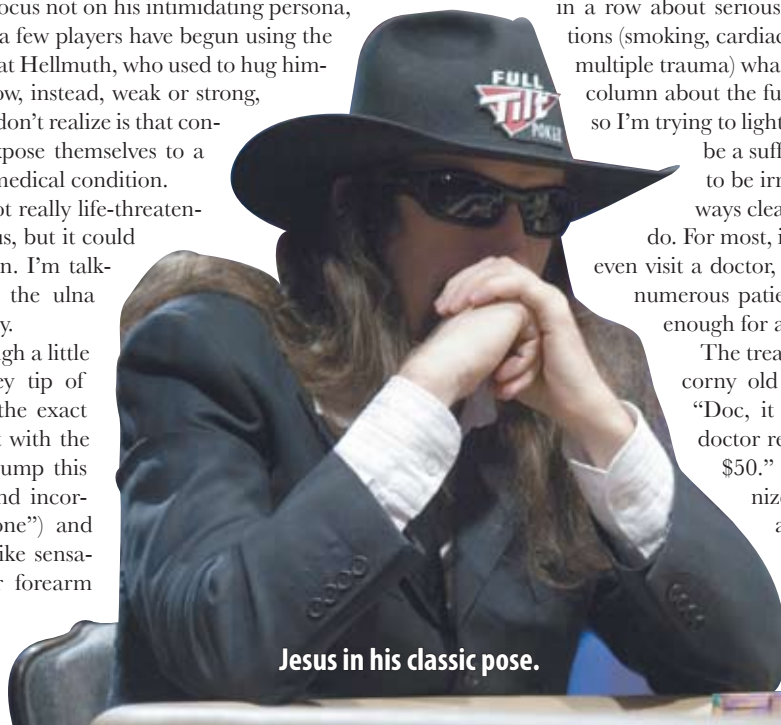 ocus not on his intimidating persona,
a few players have begun using the
at Hellmuth, who used to hug him-
ow, instead, weak or strong,
don't realize is that con-
xpose themselves to a
medical condition.
ot really life-threaten-
us, but it could
n. I'm talk-
the ulna
y.
gh a little
ey tip of
the exact
t with the
ump this
nd incor-
one") and
ike sensa-
r forearm
in a row about serious
tions (smoking, cardiac
multiple trauma) wha
column about the fu
so I'm trying to light
be a suff
to be irr
ways clea
do. For most, i
even visit a doctor,
numerous patie
enough for a
The trea
corny old
"Doc, it
doctor re
$50."
niz
a
FULL
Tilt
POKER
Jesus in his classic pose.